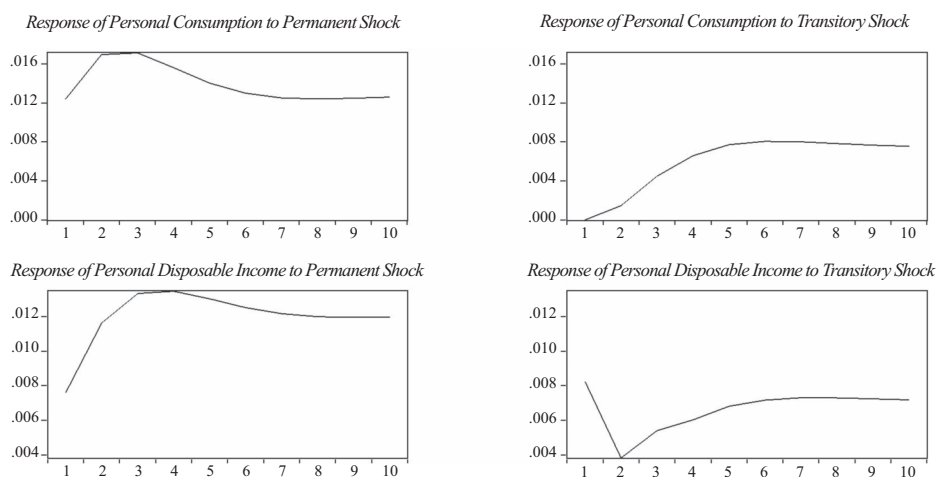 Response of Personal Consumption to Permanent Shock
.016
.012
.008
.004
.000
1 2 3 4 5 6 7 8 9 10
Response of Personal Consumption to Transitory Shock
.016
.012
.008
.004
.000
1 2 3 4 5 6 7 8 9 10
Response of Personal Disposable Income to Permanent Shock
.012
.010
.008
.006
.004
1 2 3 4 5 6 7 8 9 10
Response of Personal Disposable Income to Transitory Shock
.012
.010
.008
.006
.004
1 2 3 4 5 6 7 8 9 10